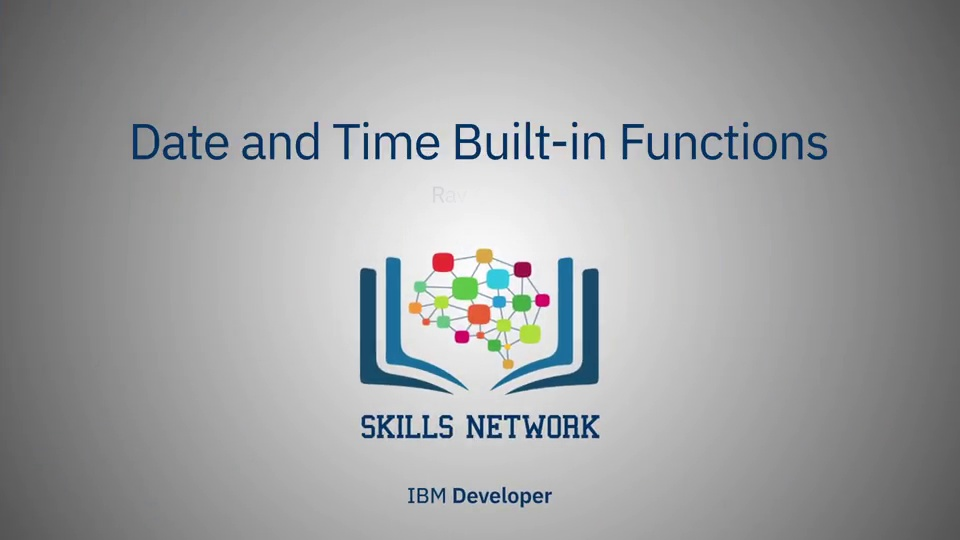 Date and Time Built-in Functions
SKILLS NETWORK
IBM Developer